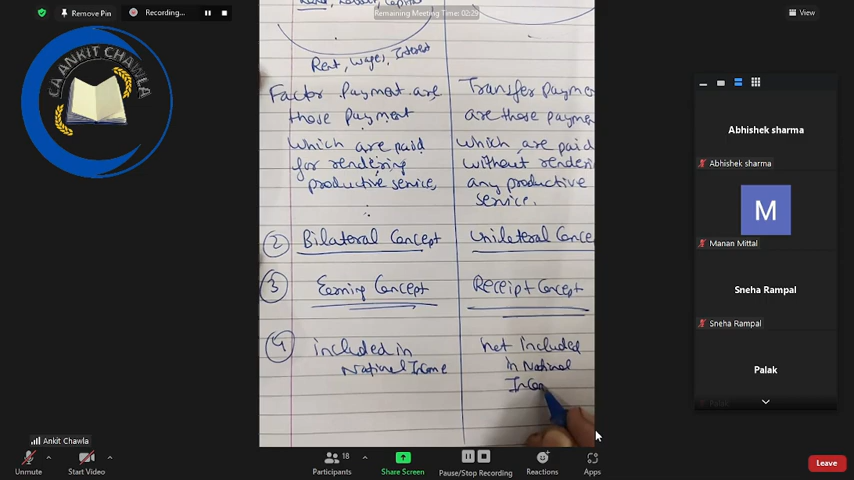 Remove Pin
Recording...
Remaining Meeting Time: 02:29
View
CA ANKIT CHAWLA
Rent, Wages, Interest
Factor Payment are
those Payment
which are paid
for rendering
productive service,
Transfer Paymen
are those paymen
which are paid
without renderi
any productive
service.
2 Bilateral Concept
Unilateral Conce
3 Earning Concept
Receipt Concept
4 included in
National Income
not included
in National
Inco
Abhishek sharma
Abhishek sharma
M
Manan Mittal
Sneha Rampal
Sneha Rampal
Palak
Ankit Chawla
Unmute
Start Video
18
Participants
Share Screen
Pause/Stop Recording
Reactions
Apps
Leave